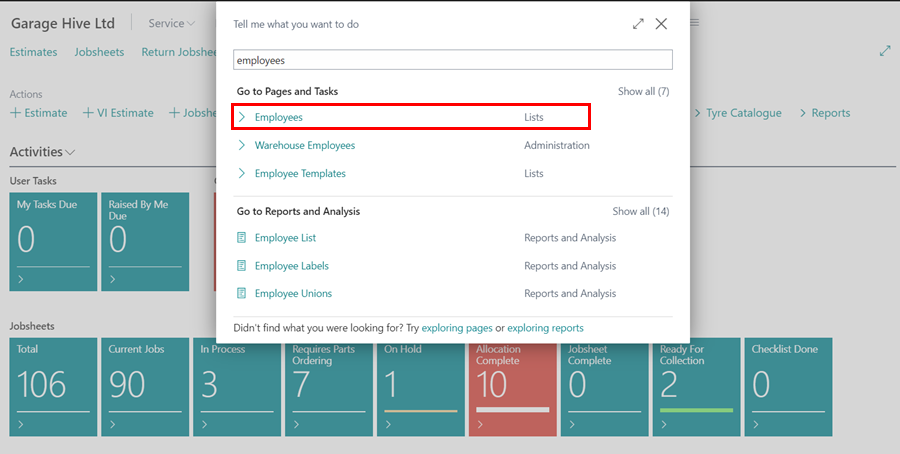 Garage Hive Ltd
Service
Tell me what you want to do
Estimates Jobsheets Return Jobshe
employees
Go to Pages and Tasks Show all (7)
Actions
+ Estimate + VI Estimate + Jobsh
Employees Lists
Tyre Catalogue Reports
Warehouse Employees Administration
Activities
Employee Templates Lists
User Tasks
My Tasks Due
0
Raised By Me Due
0
Go to Reports and Analysis Show all (14)
Employee List Reports and Analysis
Employee Labels Reports and Analysis
Employee Unions Reports and Analysis
Didn't find what you were looking for? Try exploring pages or exploring reports
Jobsheets
Total
106
Current Jobs
90
In Process
3
Requires Parts
Ordering
7
On Hold
1
Allocation
Complete
10
Jobsheet
Complete
0
Ready For
Collection
2
Checklist Done
0